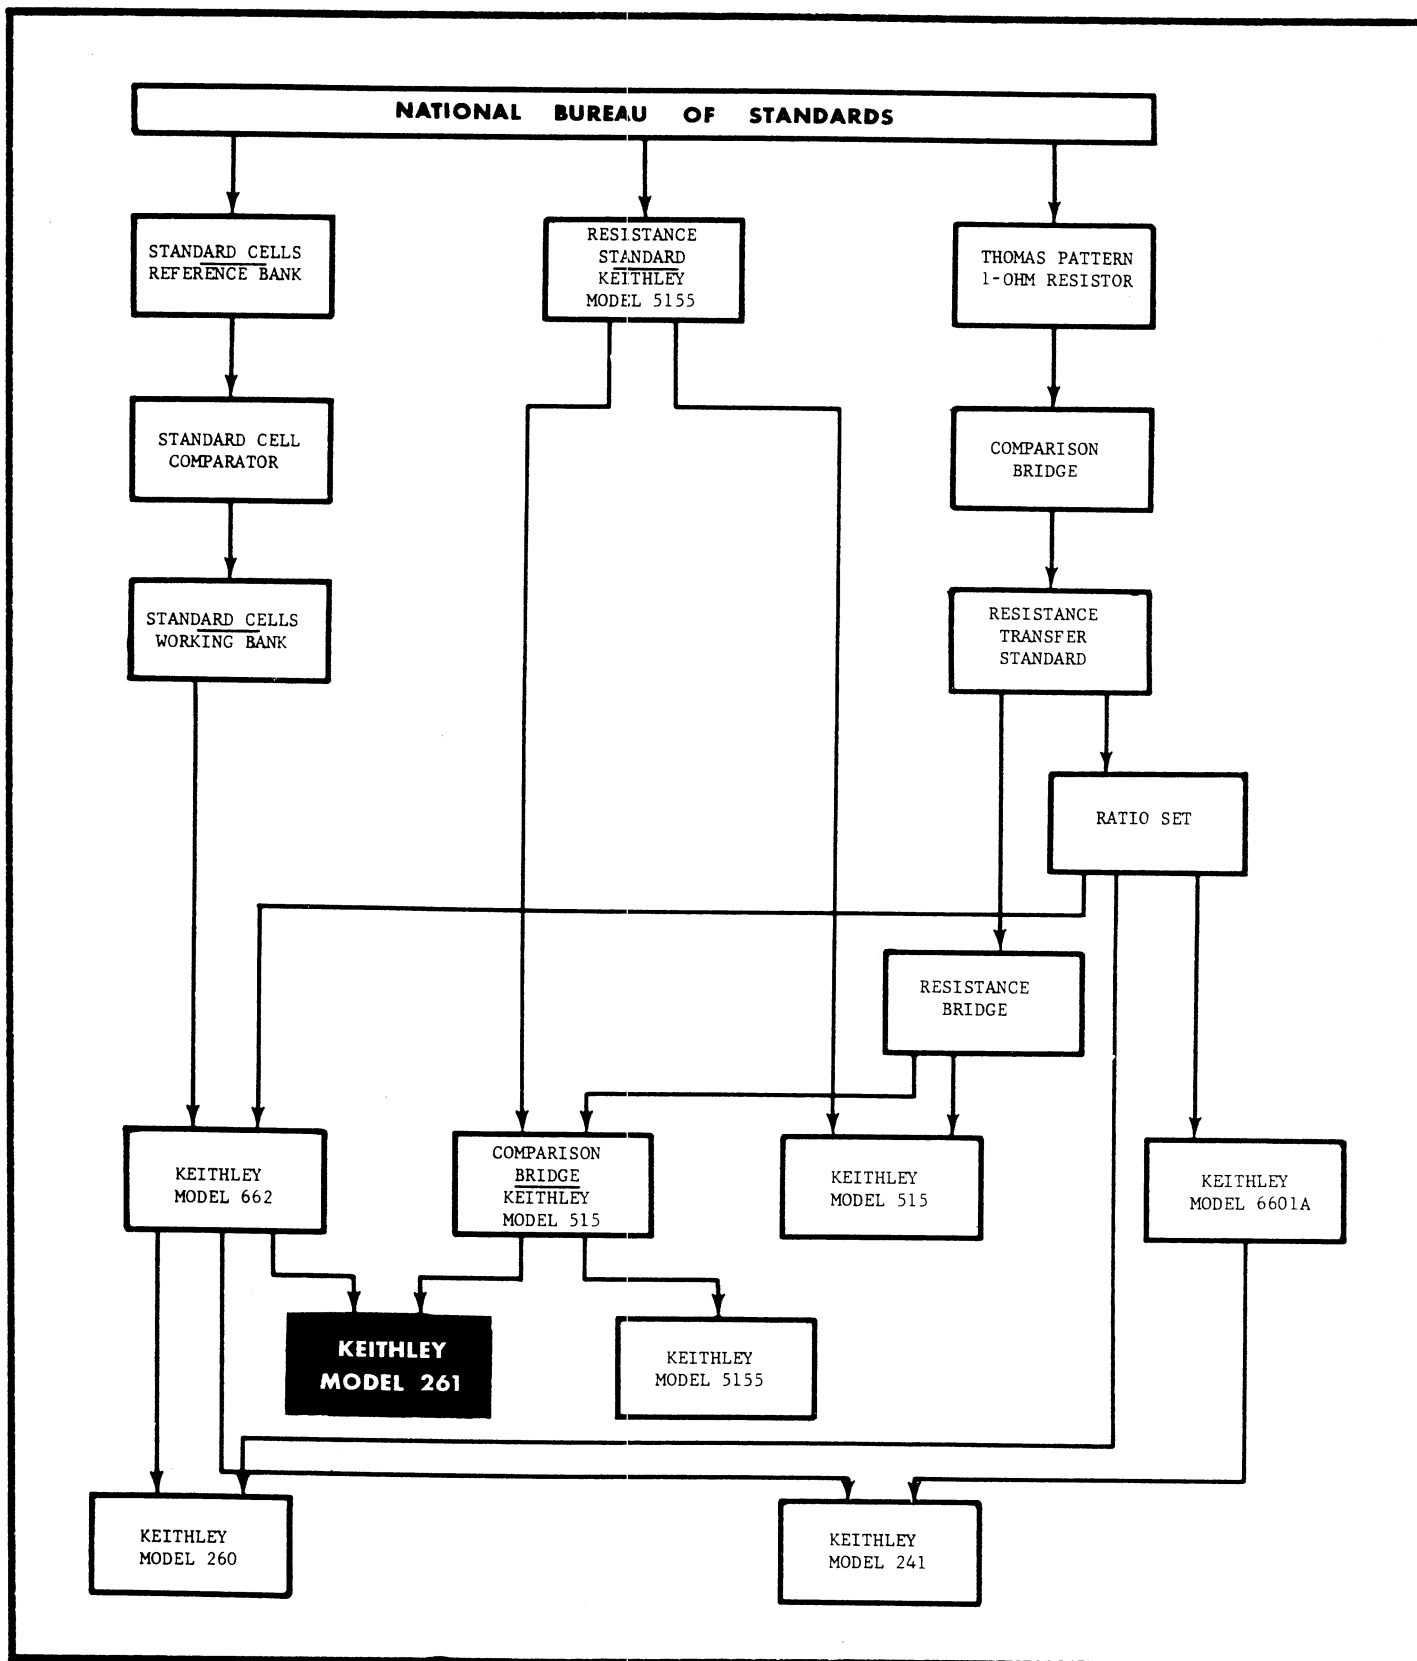 NATIONAL BUREAU OF STANDARDS
STANDARD CELLS
REFERENCE BANK
RESISTANCE
STANDARD
KEITHLEY
MODEL 5155
THOMAS PATTERN
1-OHM RESISTOR
STANDARD CELL
COMPARATOR
COMPARISON
BRIDGE
STANDARD CELLS
WORKING BANK
RESISTANCE
TRANSFER
STANDARD
RATIO SET
RESISTANCE
BRIDGE
KEITHLEY
MODEL 662
COMPARISON
BRIDGE
KEITHLEY
MODEL 515
KEITHLEY
MODEL 515
KEITHLEY
MODEL 6601A
KEITHLEY
MODEL 261
KEITHLEY
MODEL 5155
KEITHLEY
MODEL 260
KEITHLEY
MODEL 241